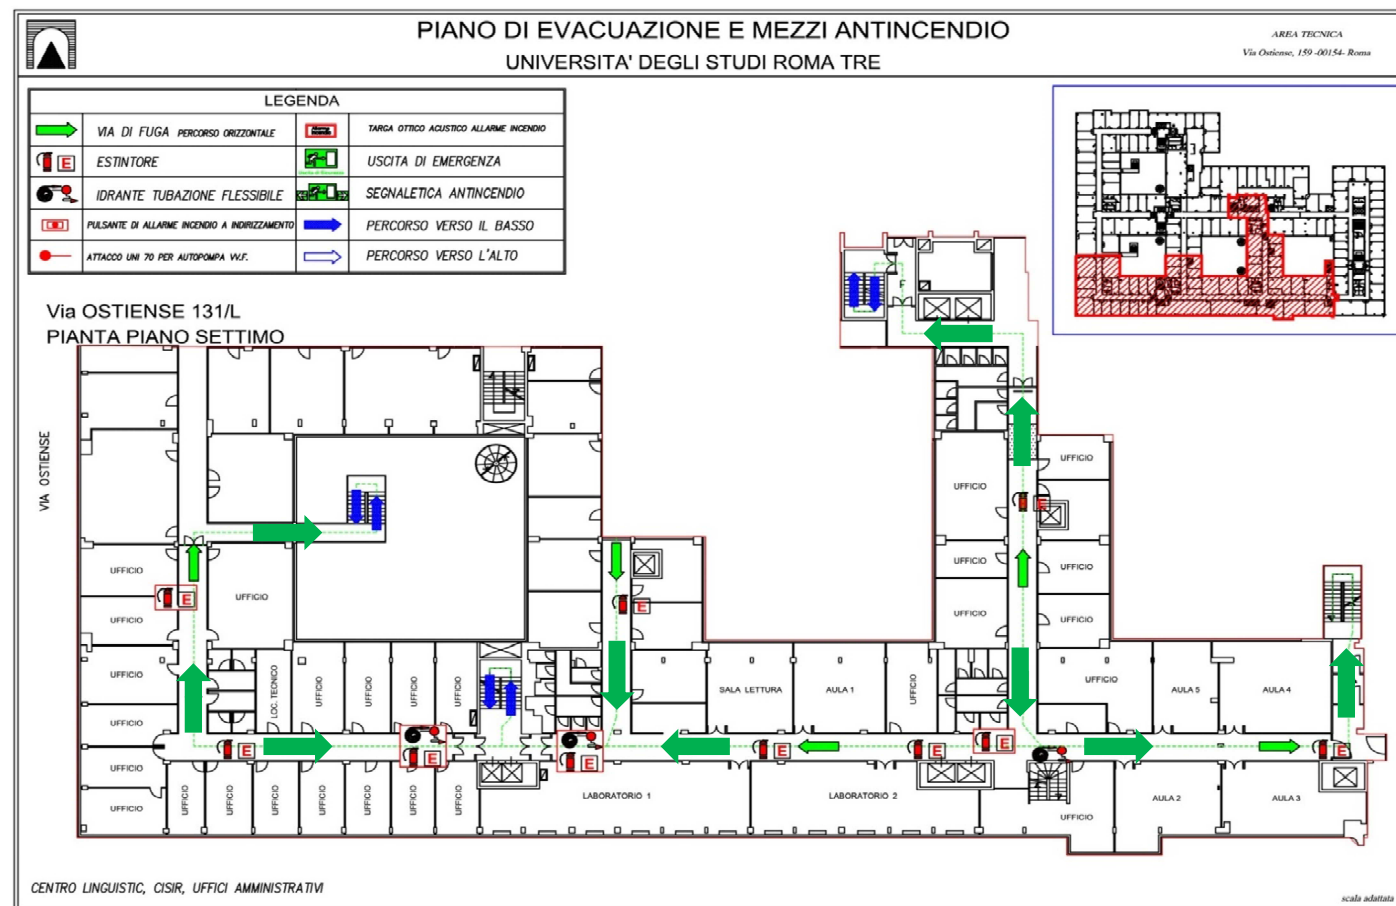 PIANO DI EVACUAZIONE E MEZZI ANTINCENDIO
UNIVERSITA' DEGLI STUDI ROMA TRE
AREA TECNICA
Via Ostiense, 159 -00154- Roma
LEGENDA
VIA DI FUGA PERCORSO ORIZZONTALE
TARGA OTTICO ACUSTICO ALLARME INCENDIO
E ESTINTORE
USCITA DI EMERGENZA
IDRANTE TUBAZIONE FLESSIBILE
SEGNALETICA ANTINCENDIO
PULSANTE DI ALLARME INCENDIO A INDIRIZZAMENTO
PERCORSO VERSO IL BASSO
ATTACCO UNI 70 PER AUTOPOMPA VV.F.
PERCORSO VERSO L'ALTO
Via OSTIENSE 131/L
PIANTA PIANO SETTIMO
VIA OSTIENSE
F
UFFICIO
UFFICIO
E
UFFICIO
UFFICIO
UFFICIO
UFFICIO
E
E
UFFICIO
UFFICIO
UFFICIO
UFFICIO
LOC. TECNICO
UFFICIO
UFFICIO
UFFICIO
UFFICIO
SALA LETTURA
AULA 1
UFFICIO
UFFICIO
AULA 5
AULA 4
UFFICIO
E
E
E
E
E
E
E
UFFICIO
UFFICIO
UFFICIO
UFFICIO
UFFICIO
UFFICIO
UFFICIO
UFFICIO
LABORATORIO 1
LABORATORIO 2
AULA 2
AULA 3
UFFICIO
CENTRO LINGUISTIC, CISIR, UFFICI AMMINISTRATIVI
scala adattata